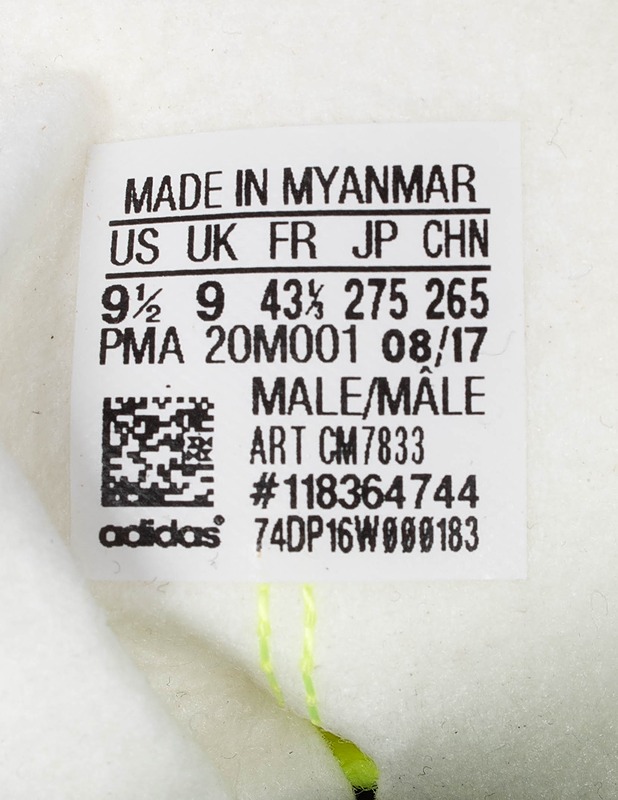 MADE IN MYANMAR
US UK FR JP CHN
9½ 9 43⅓ 275 265
PMA 20M001 08/17
MALE/MÂLE
ART CM7833
#118364744
adidas® 74DP16W000183